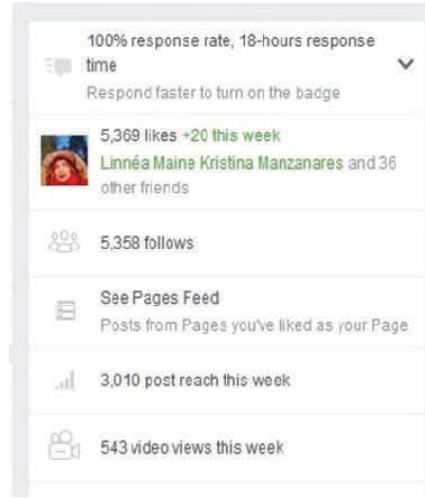 100% response rate, 18-hours response
time
Respond faster to turn on the badge
5,369 likes +20 this week
Linnéa Maine Kristina Manzanares and 36
other friends
5,358 follows
See Pages Feed
Posts from Pages you've liked as your Page
3,010 post reach this week
543 video views this week